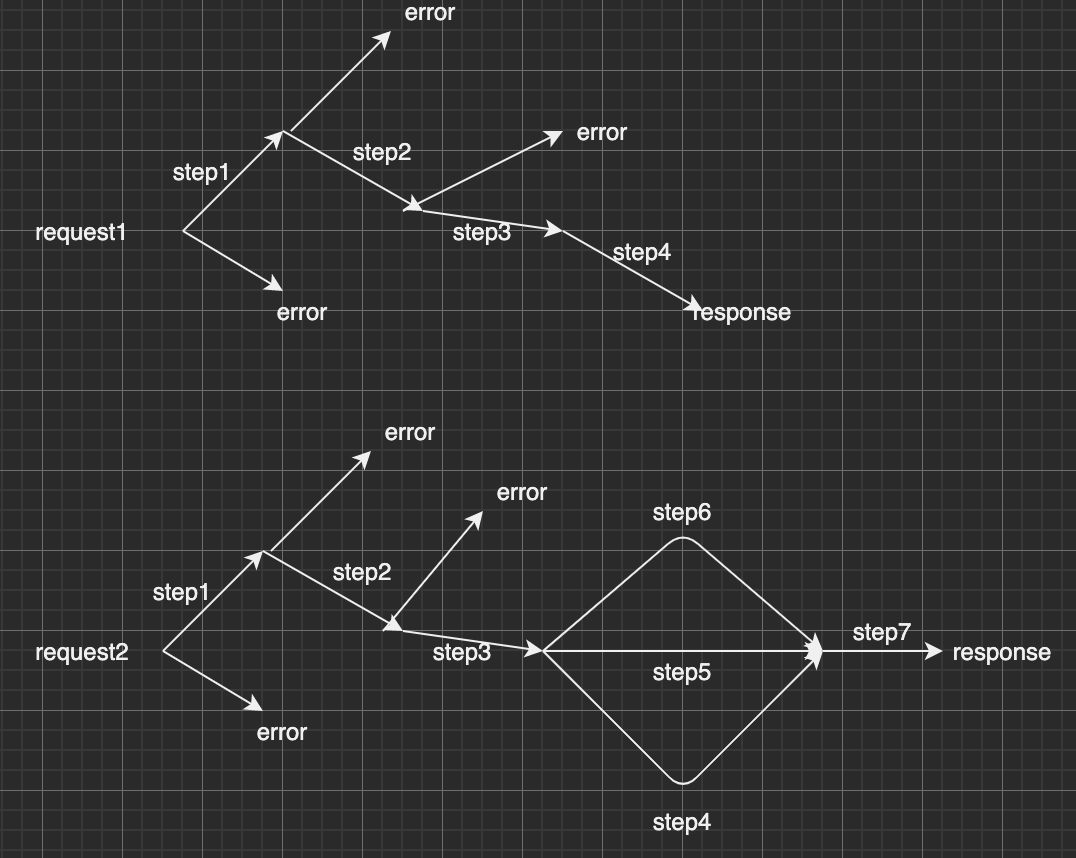 error
error
step2
step1
request1
step3
step4
error
response
error
error
step6
step2
step1
request2
step3
step7
response
step5
error
step4